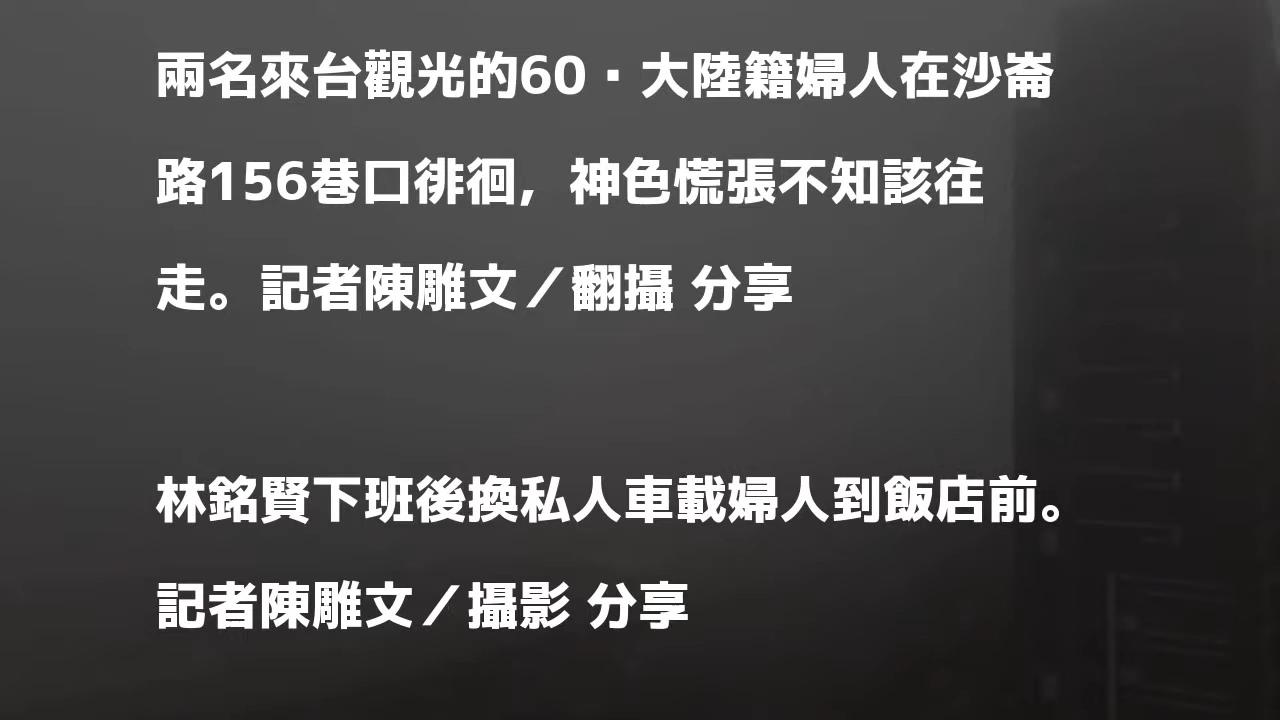 兩名來台觀光的60·大陸籍婦人在沙崙
路156巷口徘徊，神色慌張不知該往
走。記者陳雕文／翻攝 分享
林銘賢下班後換私人車載婦人到飯店前。
記者陳雕文／攝影 分享